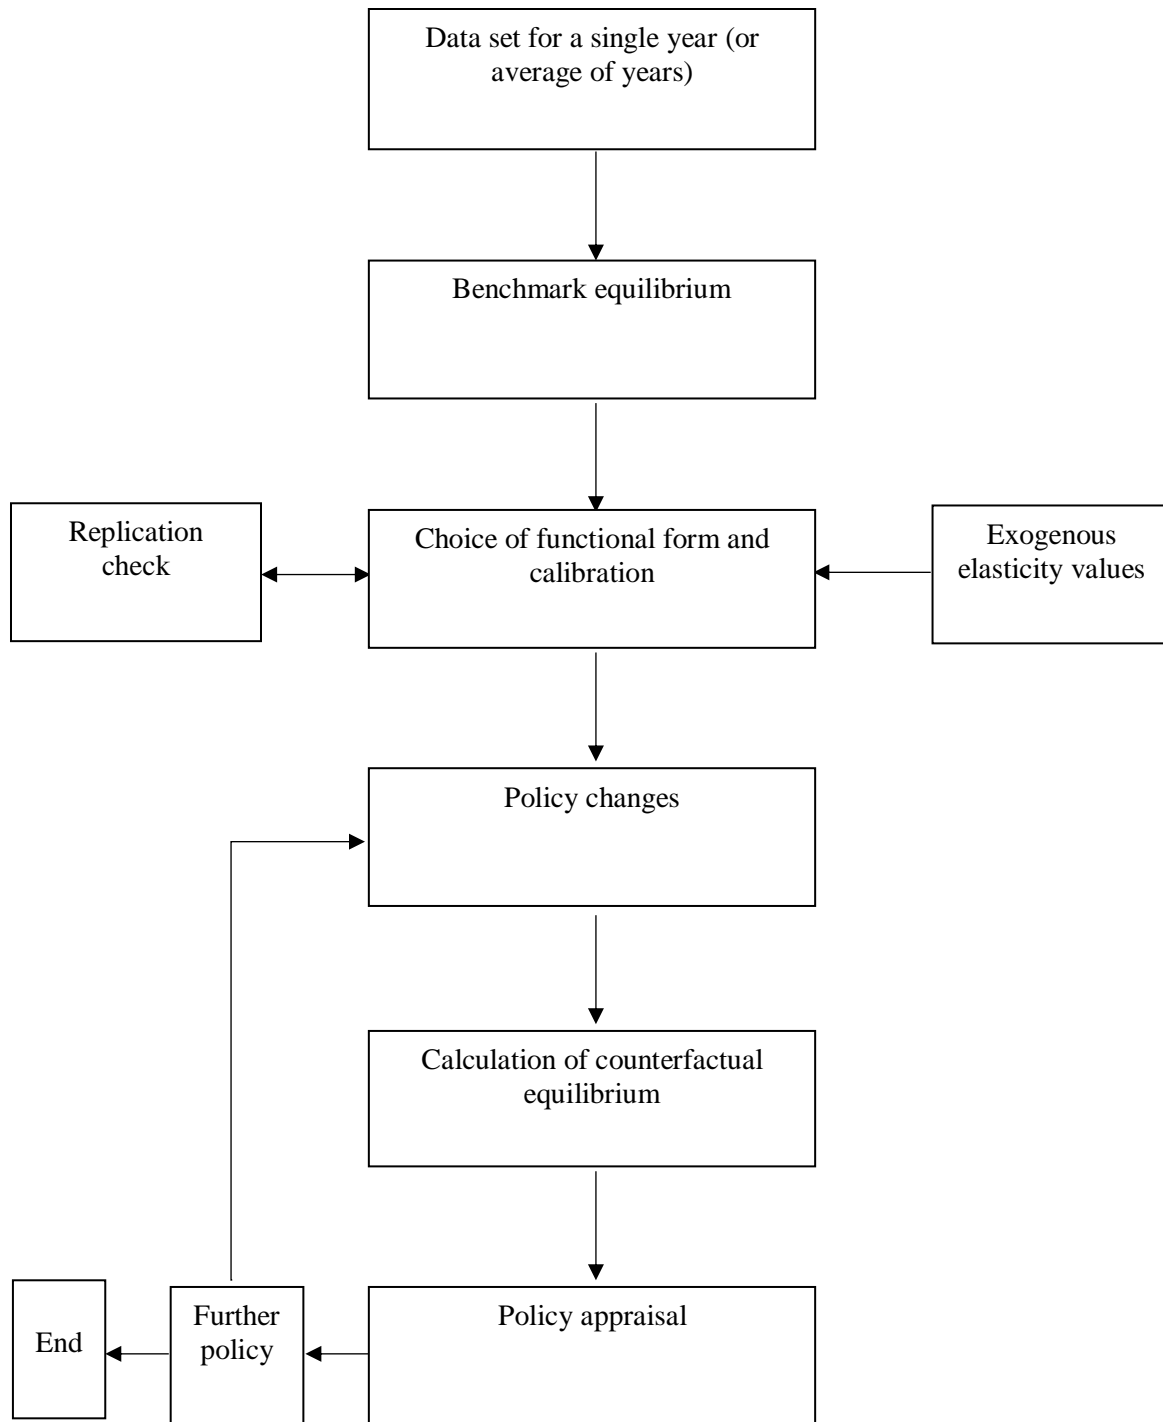 Data set for a single year (or
average of years)
Benchmark equilibrium
Replication
check
Choice of functional form and
calibration
Exogenous
elasticity values
Policy changes
Calculation of counterfactual
equilibrium
End
Further
policy
Policy appraisal